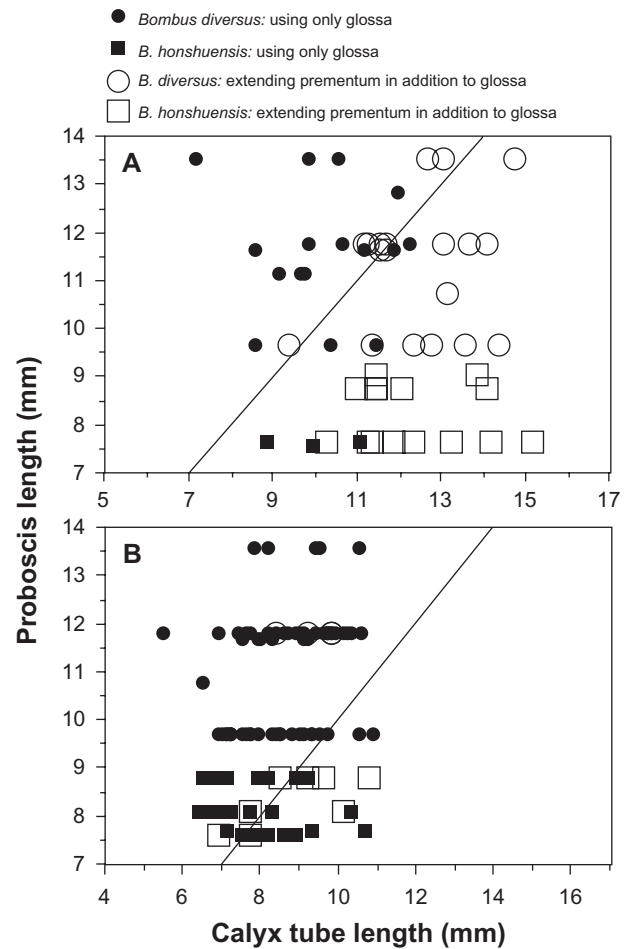 Bombus diversus: using only glossa
B. honshuensis: using only glossa
B. diversus: extending prementum in addition to glossa
B. honshuensis: extending prementum in addition to glossa
A
14
13
12
11
10
9
8
7
5 7 9 11 13 15 17
B
14
13
12
11
10
9
8
7
4 6 8 10 12 14 16
Proboscis length (mm)
Calyx tube length (mm)